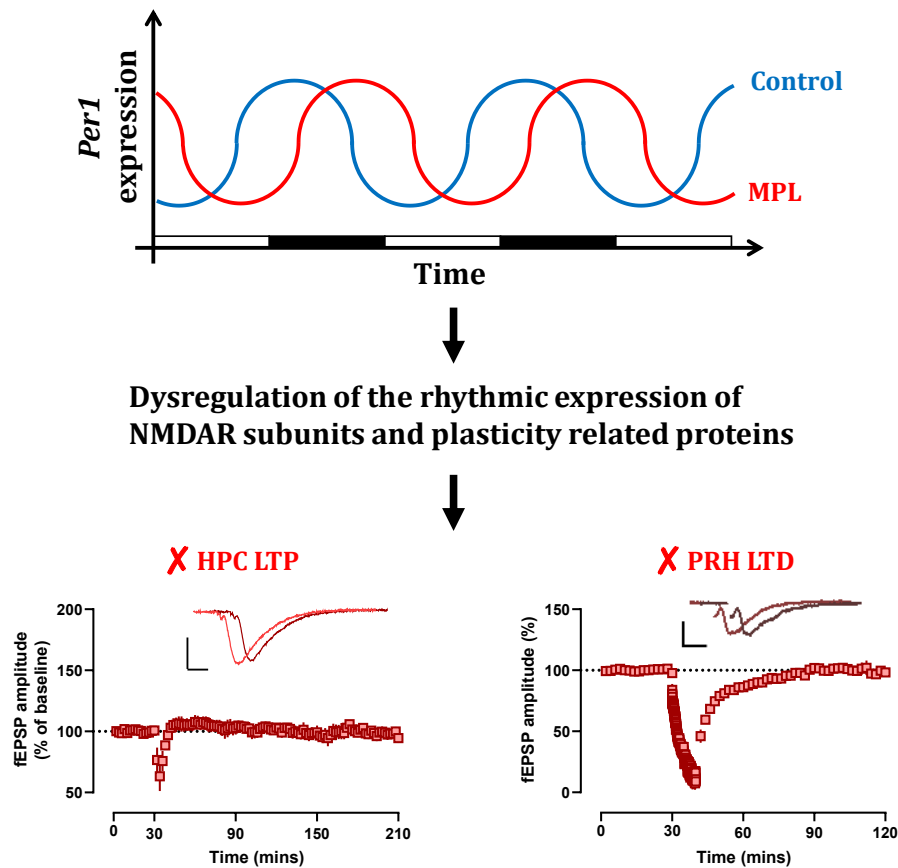 Per1
expression
Control
MPL
Time
Dysregulation of the rhythmic expression of
NMDAR subunits and plasticity related proteins
✗ HPC LTP
fEPSP amplitude
(% of baseline)
200
150
100
50
0 30 90 150 210
Time (mins)
✗ PRH LTD
fEPSP amplitude (%)
150
100
50
0
0 30 60 90 120
Time (mins)